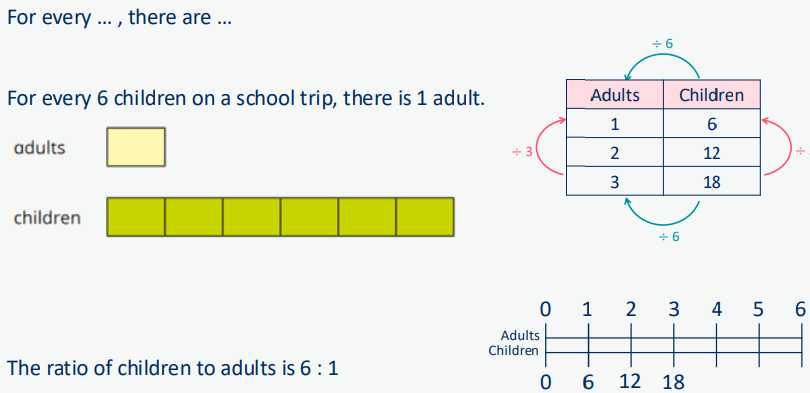 For every ... , there are ...
For every 6 children on a school trip, there is 1 adult.
adults
children
÷ 6
Adults Children
1 6
2 12
3 18
÷ 3
÷
÷ 6
0 1 2 3 4 5 6
Adults
Children
0 6 12 18
The ratio of children to adults is 6 : 1